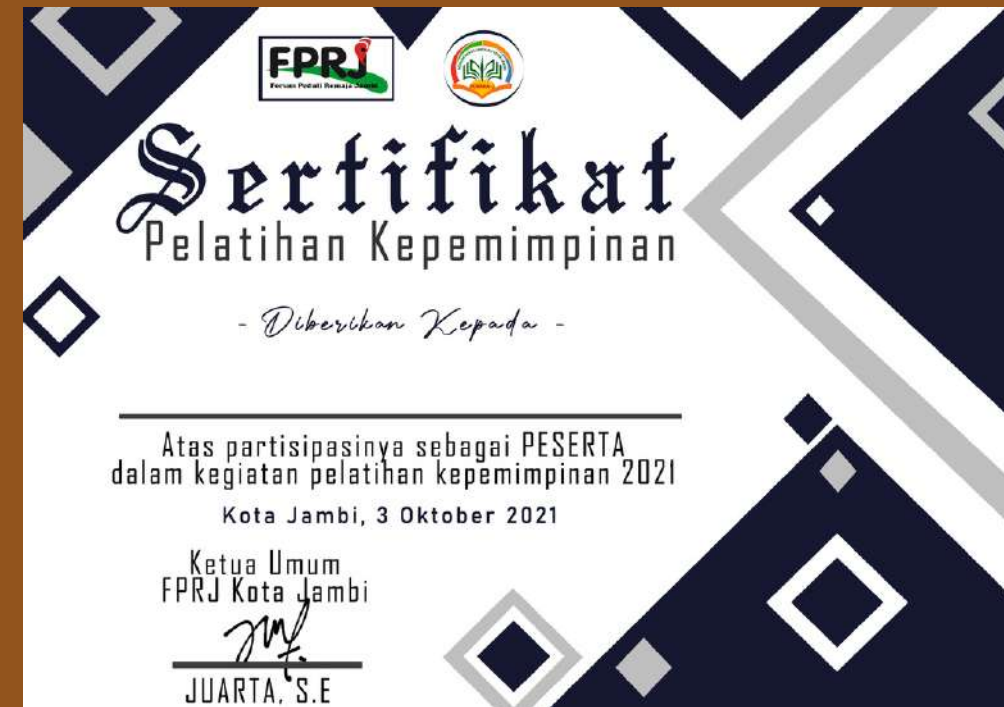 FPRJ
Forum Peduli Remaja Jambi
Sertifikat
Pelatihan Kepemimpinan
- Diberikan Kepada -
Atas partisipasinya sebagai PESERTA
dalam kegiatan pelatihan kepemimpinan 2021
Kota Jambi, 3 Oktober 2021
Ketua Umum
FPRJ Kota Jambi
JUARTA, S.E